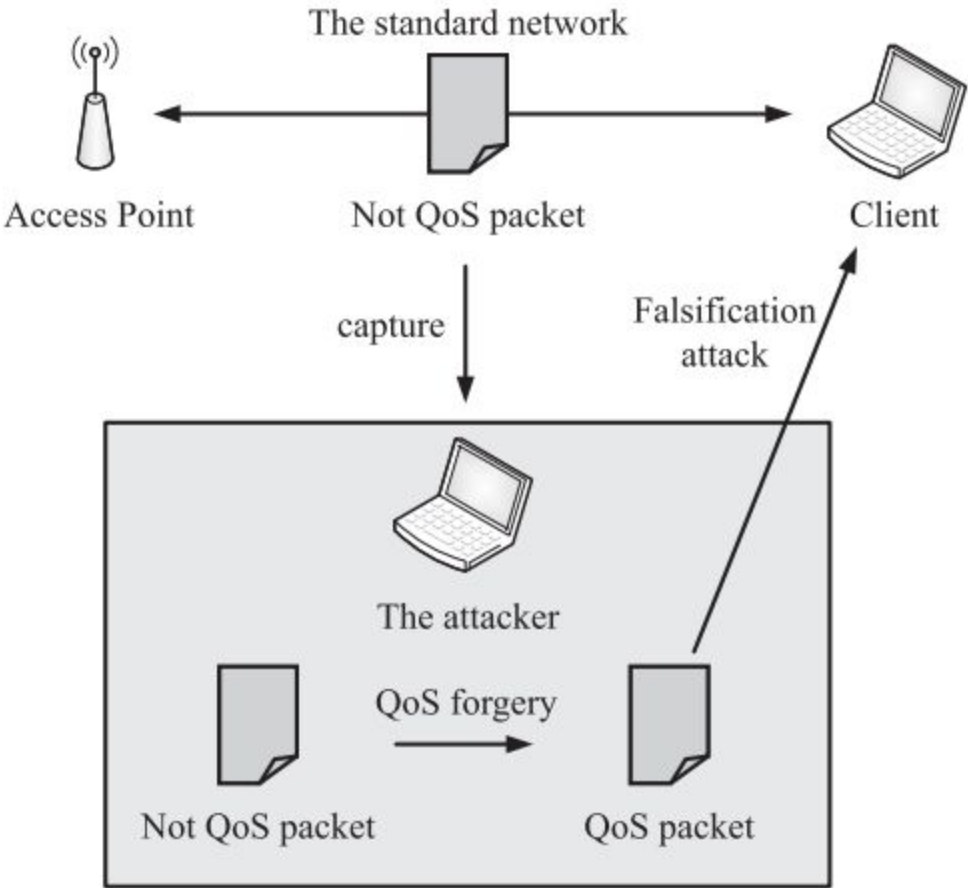 The standard network
Access Point
Not QoS packet
Client
capture
Falsification
attack
The attacker
QoS forgery
Not QoS packet
QoS packet